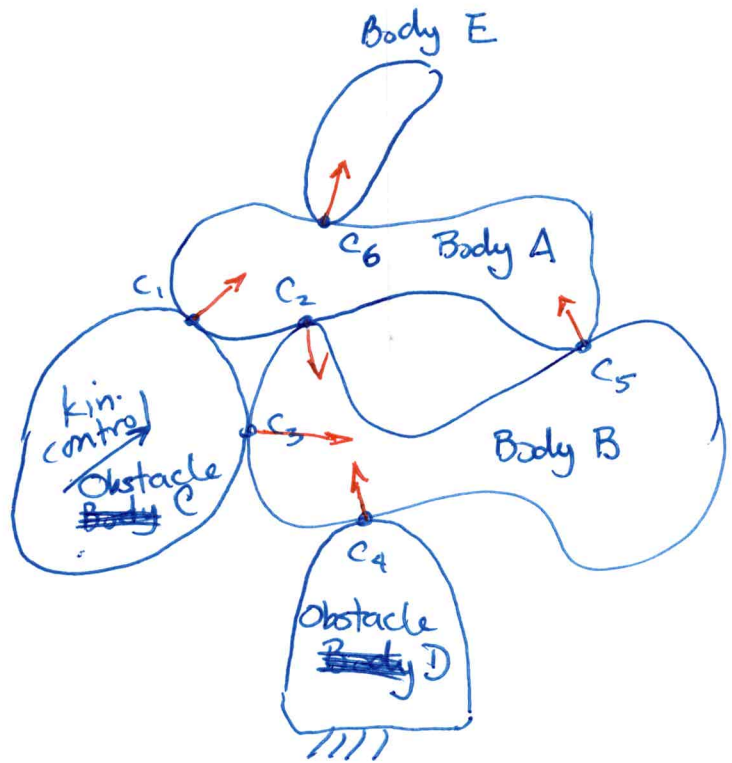 Body E
C6
Body A
C1
C2
C5
kin.
control
C3
Obstacle
Body C
Body B
C4
Obstacle
Body D